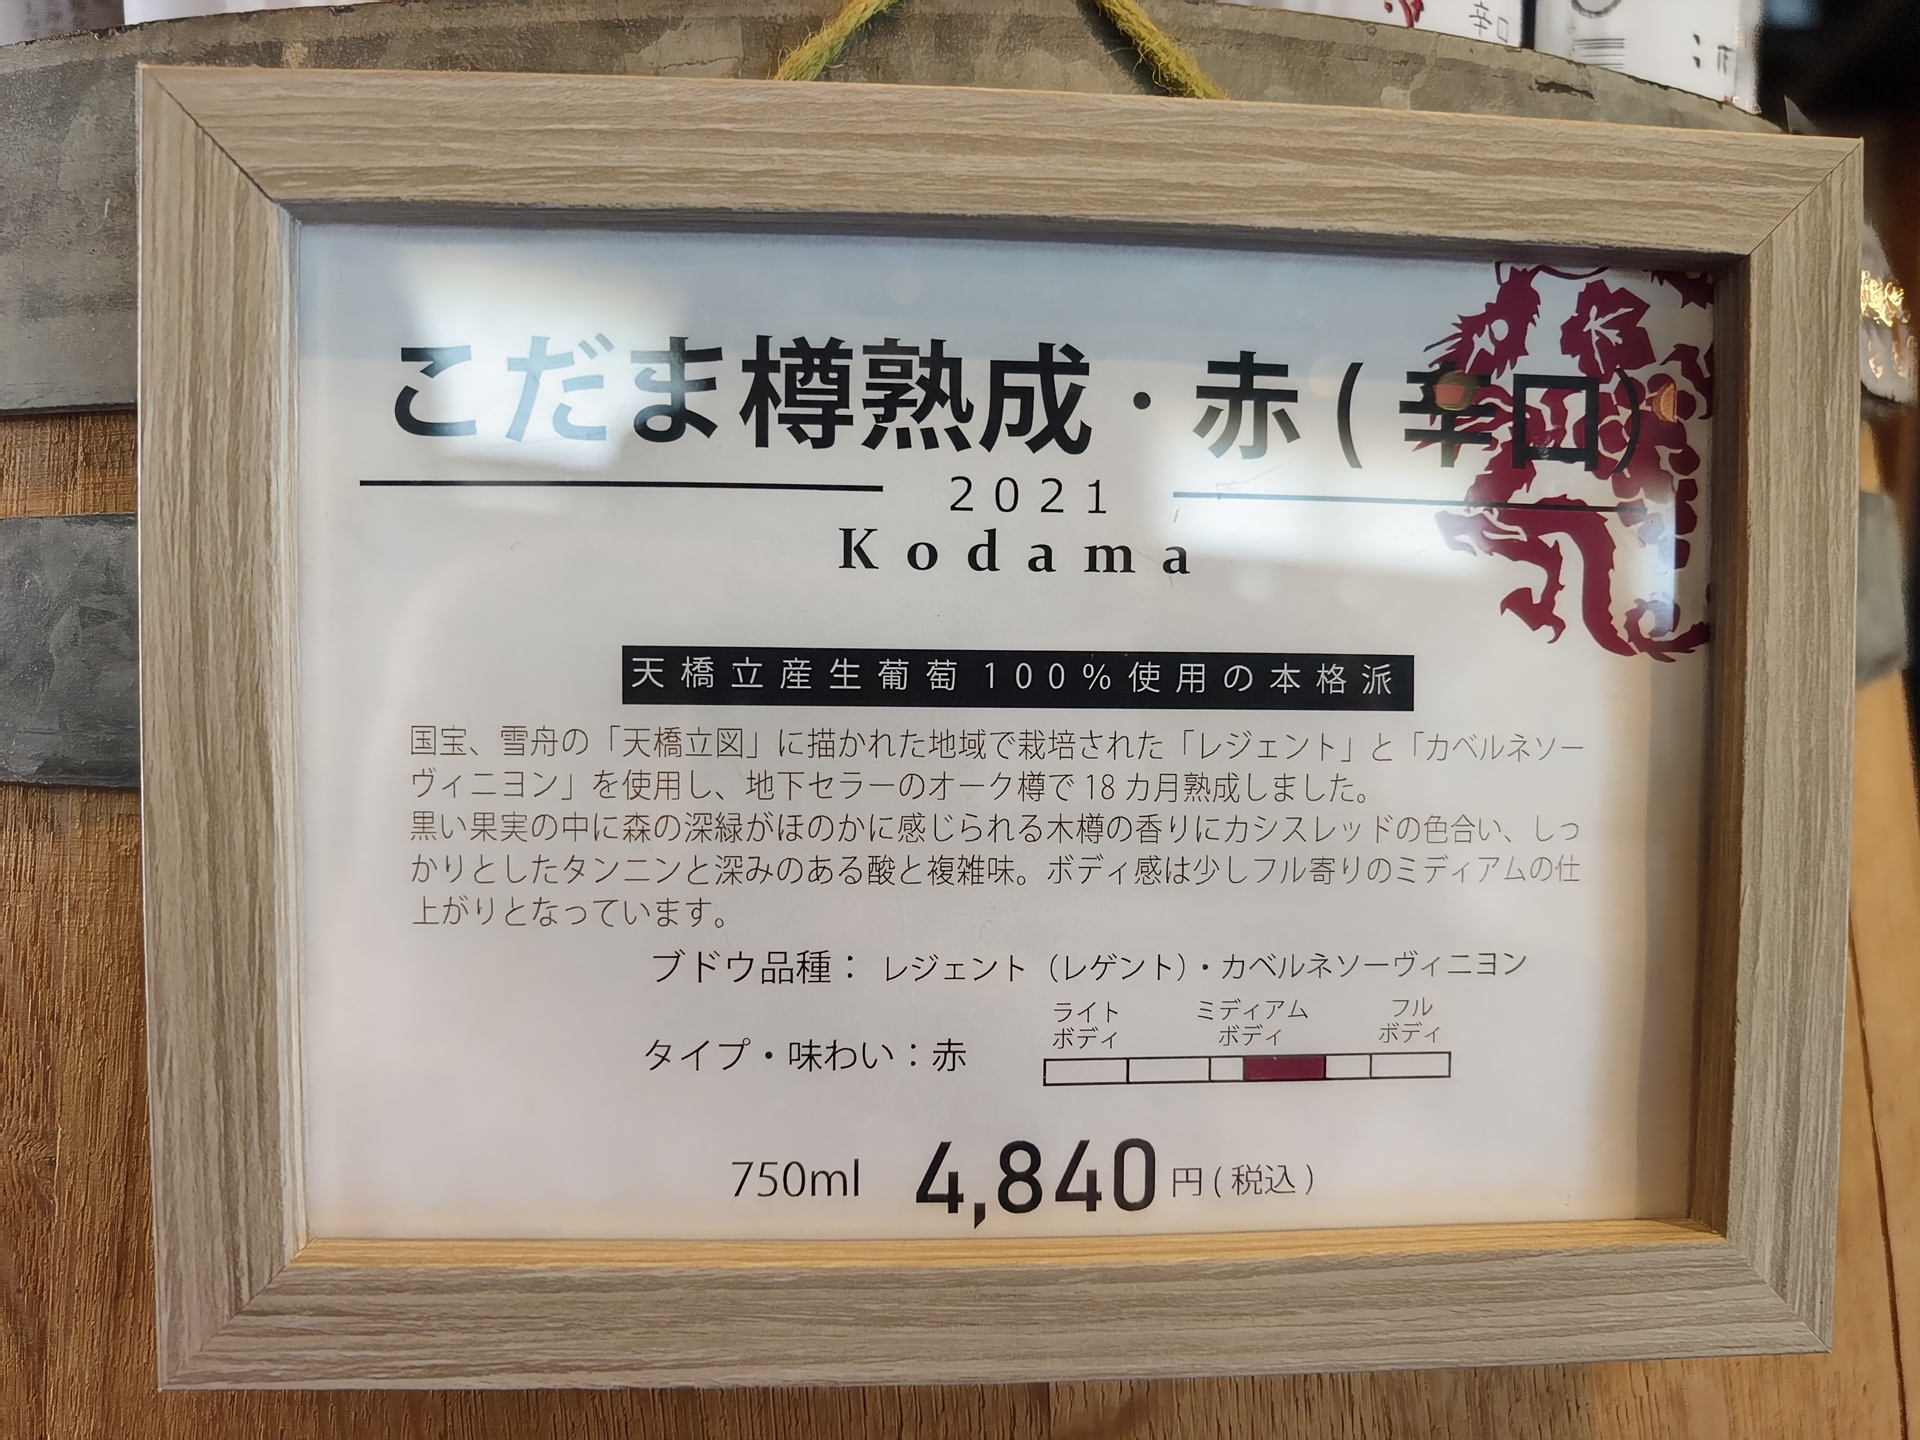 辛口
こだま樽熟成・赤(辛口)
2021
Kodama
天橋立産生葡萄100%使用の本格派
国宝、雪舟の「天橋立図」に描かれた地域で栽培された「レジェント」と「カベルネソー
ヴィニヨン」を使用し、地下セラーのオーク樽で18カ月熟成しました。
黒い果実の中に森の深緑がほのかに感じられる木樽の香りにカシスレッドの色合い、しっ
かりとしたタンニンと深みのある酸と複雑味。ボディ感は少しフル寄りのミディアムの仕
上がりとなっています。
ブドウ品種：レジェント（レゲント）・カベルネソーヴィニヨン
ライト ミディアム フル
ボディ ボディ ボディ
タイプ・味わい：赤
750ml 4,840円(税込)